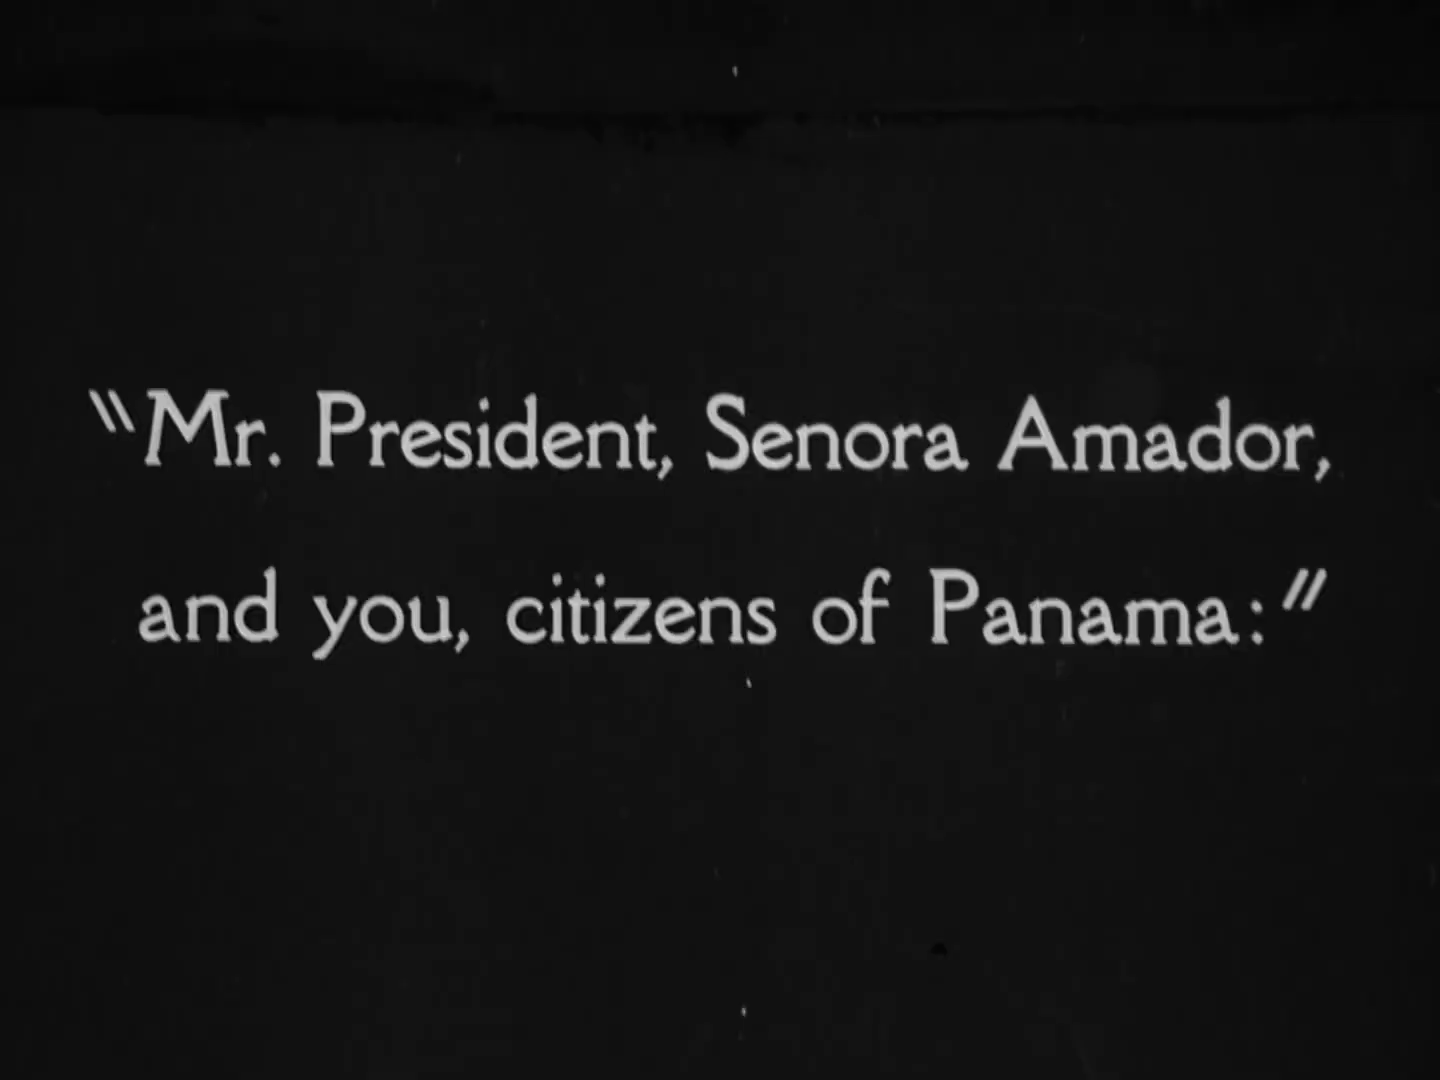 "Mr. President, Senora Amador,
and you, citizens of Panama:"